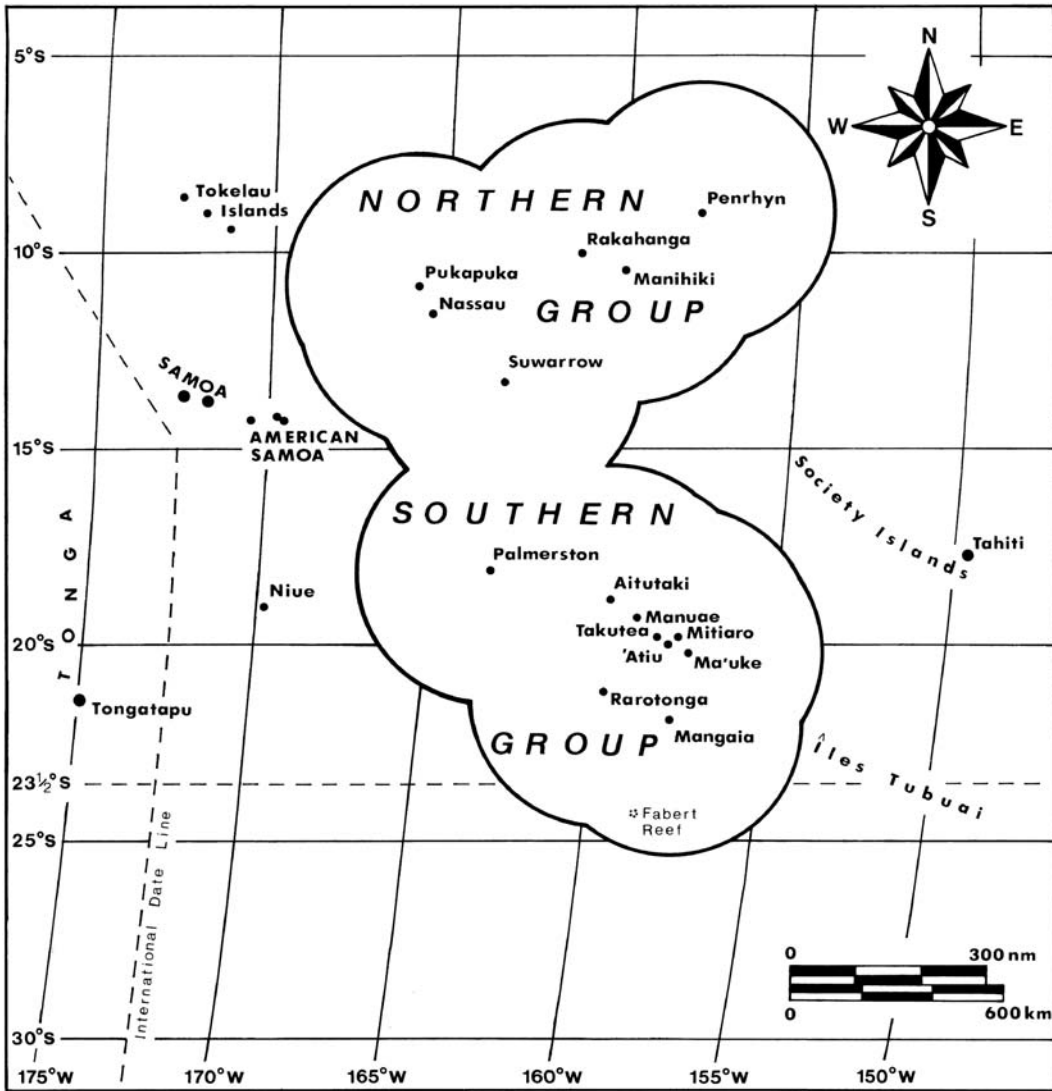 N
W
E
S
5°S
10°S
15°S
20°S
23½°S
25°S
30°S
NORTHERN
GROUP
Tokelau
Islands
Penrhyn
Rakahanga
Manihiki
Pukapuka
Nassau
Suwarrow
SAMOA
AMERICAN
SAMOA
SOUTHERN
GROUP
Palmerston
Aitutaki
Manuae
Takutea
Mitiaro
'Atiu
Ma'uke
Rarotonga
Mangaia
Society Islands
Tahiti
Niue
TONGA
Tongatapu
Îles Tubuai
Fabert
Reef
International Date Line
0 300 nm
0 600 km
175°W 170°W 165°W 160°W 155°W 150°W